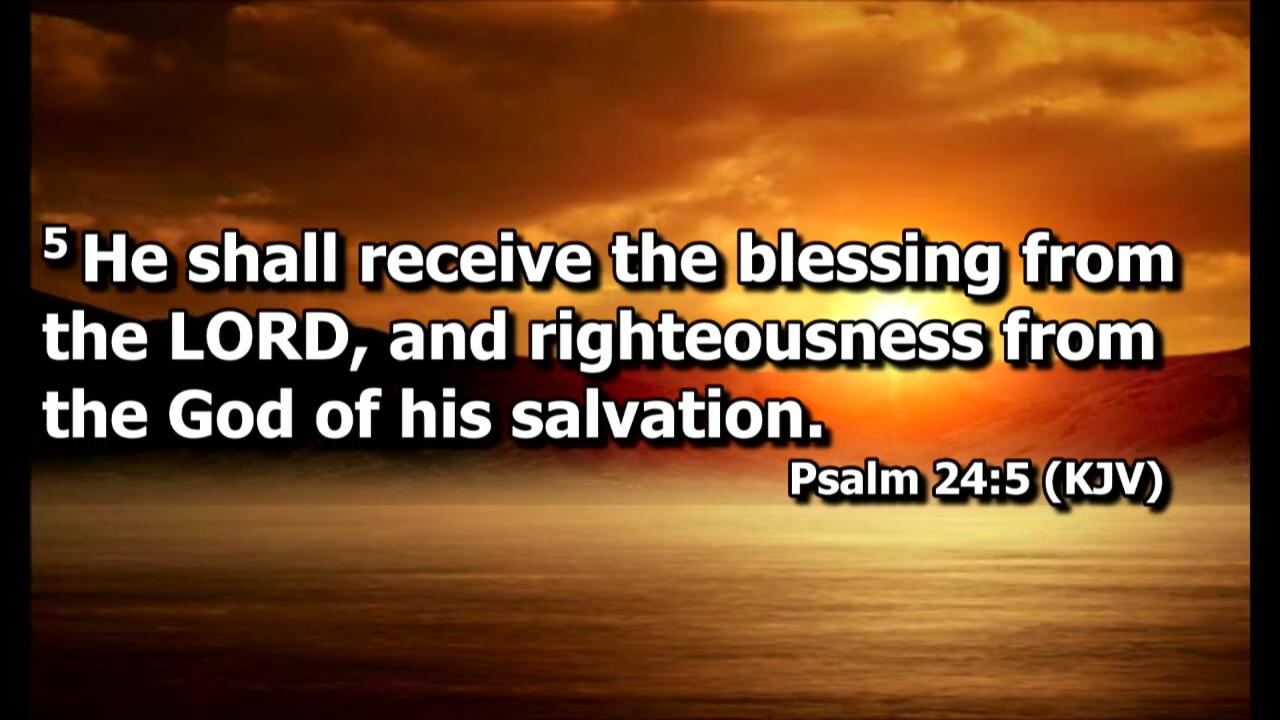 5 He shall receive the blessing from
the LORD, and righteousness from
the God of his salvation.
Psalm 24:5 (KJV)